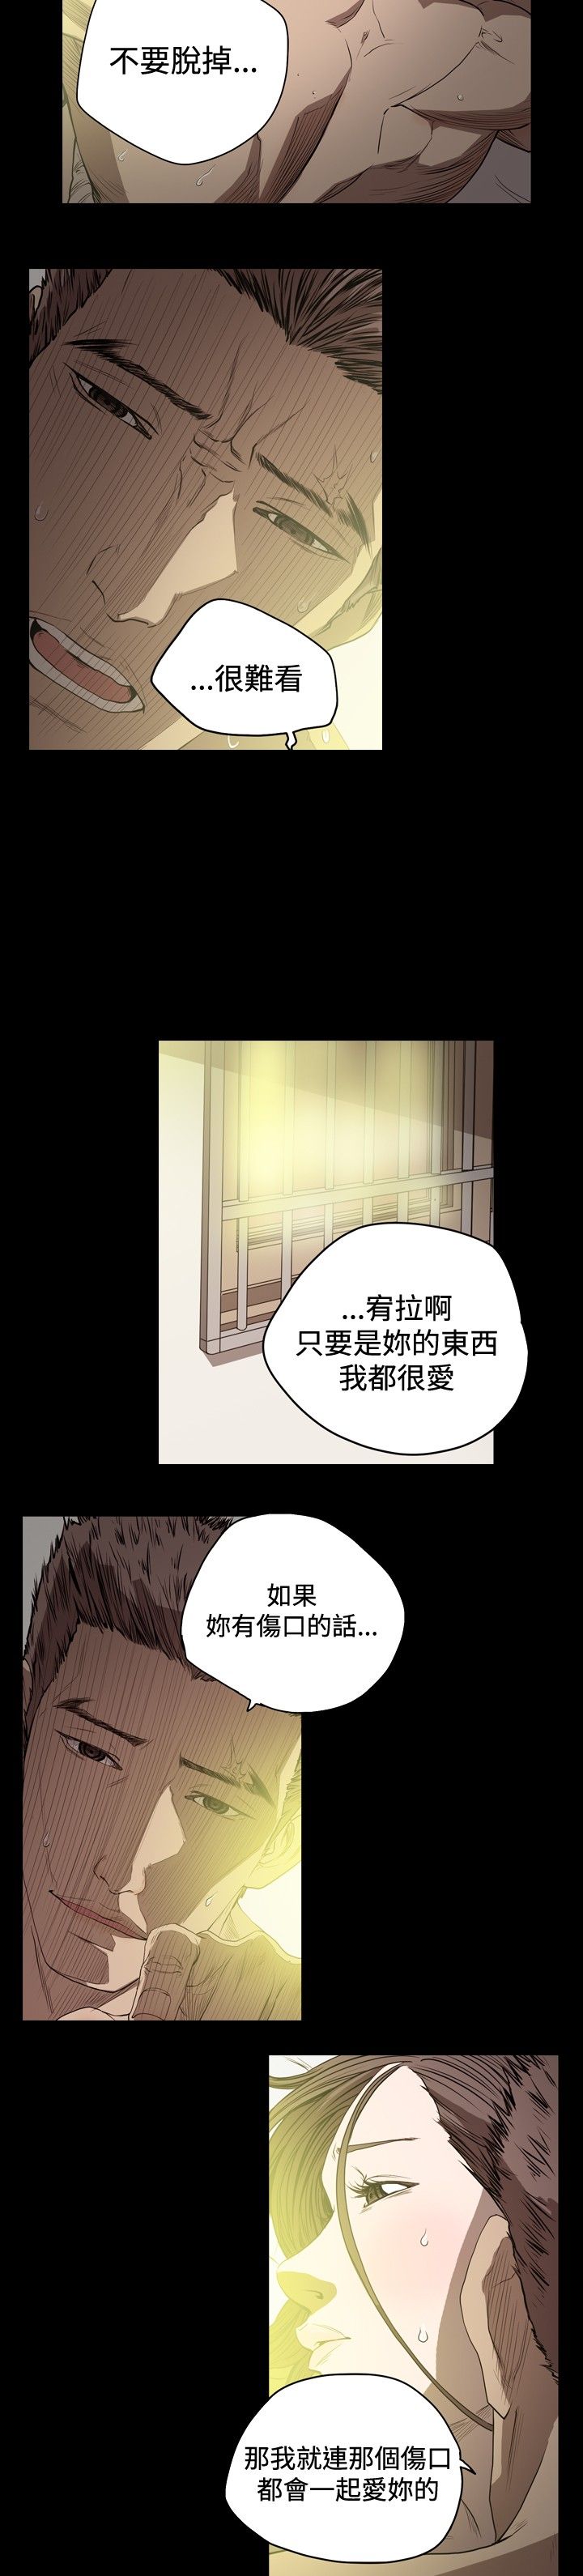 不要脫掉...
...很難看
...宥拉啊
只要是妳的東西
我都很愛
如果
妳有傷口的話...
那我就連那個傷口
都會一起愛妳的